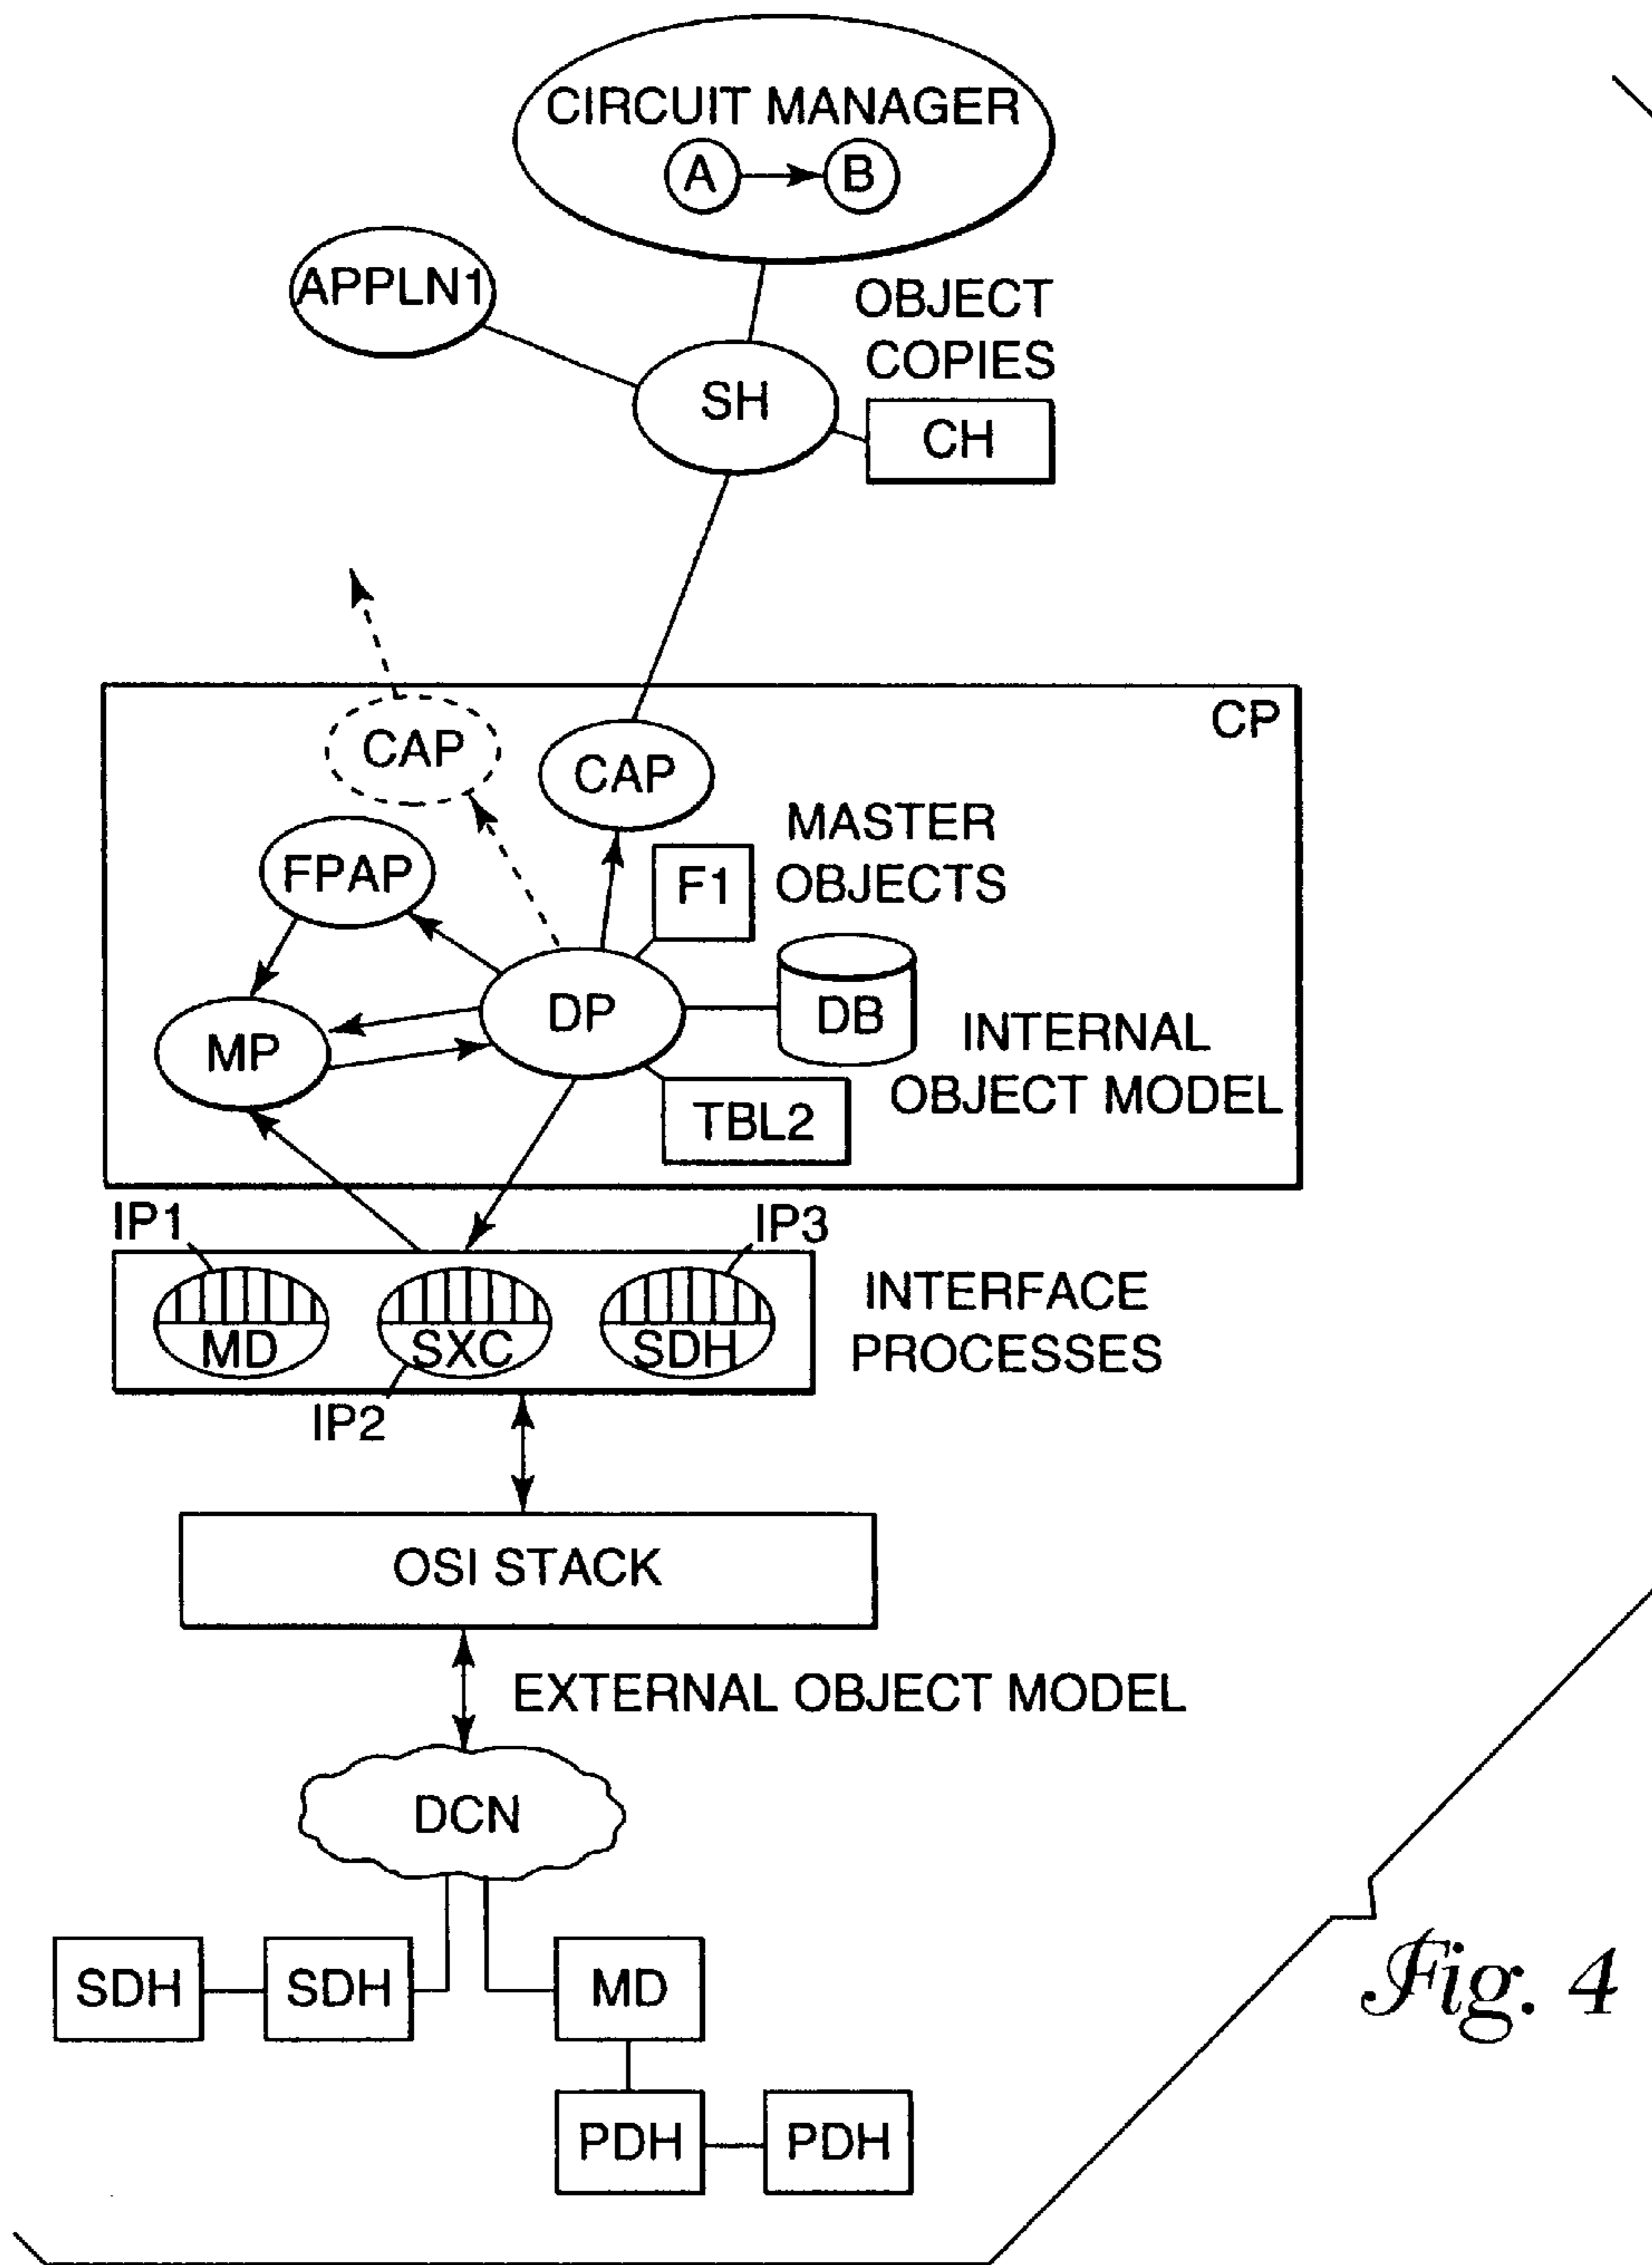 CIRCUIT MANAGER
A
B
APPLN1
OBJECT
COPIES
SH
CH
CP
CAP
CAP
MASTER
OBJECTS
FPAP
F1
DP
DB
MP
INTERNAL
OBJECT MODEL
TBL2
IP1
IP3
MD
SXC
SDH
INTERFACE
PROCESSES
IP2
OSI STACK
EXTERNAL OBJECT MODEL
DCN
SDH
SDH
MD
PDH
PDH
Fig. 4